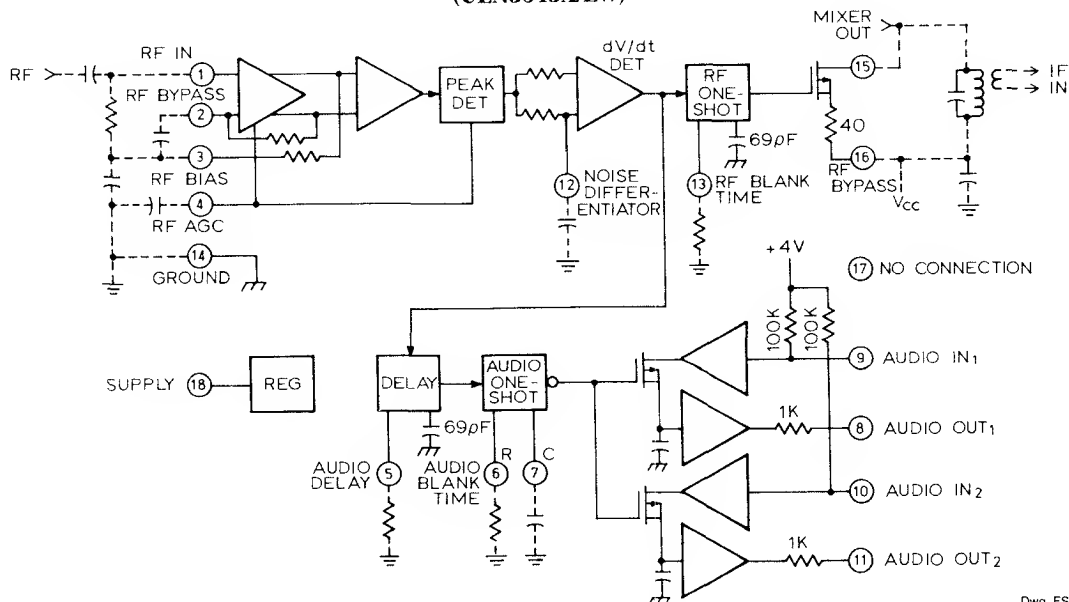 MIXER
OUT
RF
RF IN
1
RF BYPASS
2
3
RF BIAS
4
RF AGC
14
GROUND
PEAK
DET
dV/dt
DET
12
NOISE
DIFFER-
ENTIATOR
RF
ONE-
SHOT
69pF
13
RF BLANK
TIME
15
40
16
RF
BYPASS
VCC
IF
IN
+4V
17
NO CONNECTION
100K
100K
SUPPLY
18
REG
DELAY
69pF
AUDIO
ONE-
SHOT
R
C
AUDIO
DELAY
5
AUDIO
BLANK
TIME
6
7
9
AUDIO IN1
1K
8
AUDIO OUT1
10
AUDIO IN2
1K
11
AUDIO OUT2